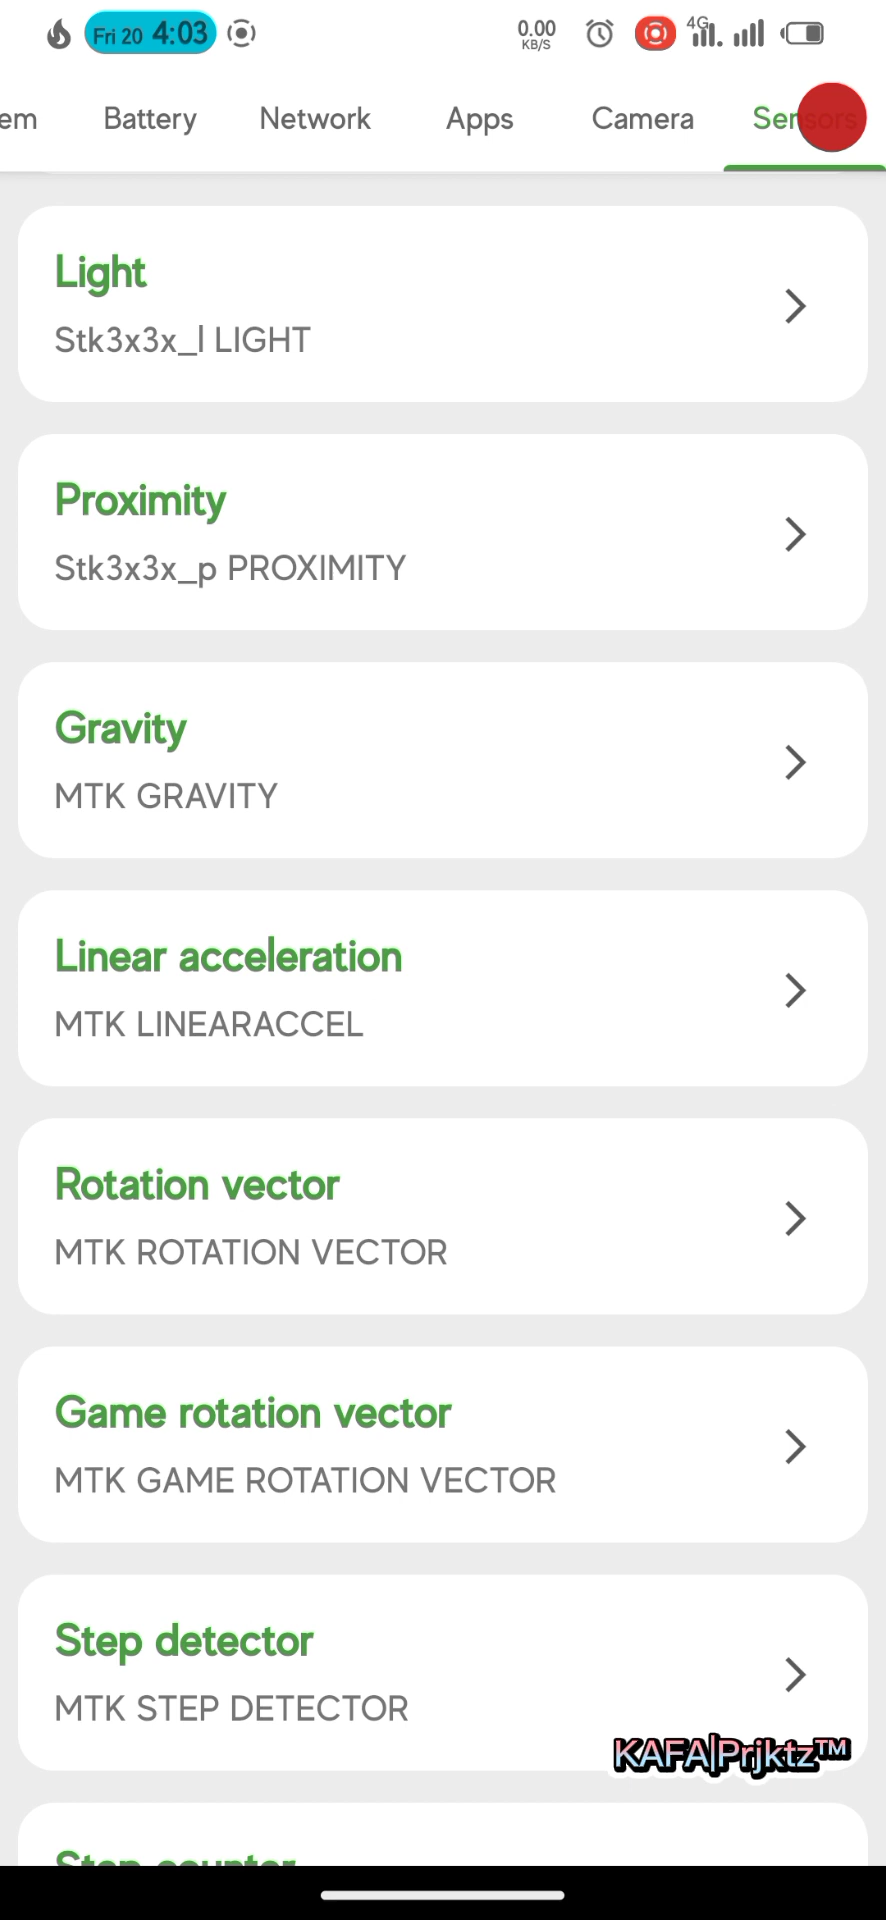 Fri 20 4:03
0.00
KB/S
4G
em Battery Network Apps Camera Sensors
Light
Stk3x3x_l LIGHT
Proximity
Stk3x3x_p PROXIMITY
Gravity
MTK GRAVITY
Linear acceleration
MTK LINEARACCEL
Rotation vector
MTK ROTATION VECTOR
Game rotation vector
MTK GAME ROTATION VECTOR
Step detector
MTK STEP DETECTOR
KAFA|Prjktz™
Step counter